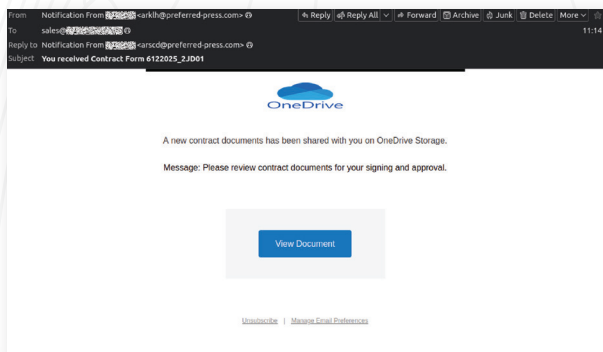 From Notification From <arklh@preferred-press.com>
Reply Reply All Forward Archive Junk Delete More
To sales@
11:14
Reply to Notification From <arscd@preferred-press.com>
Subject You received Contract Form 6122025_2JD01
OneDrive
A new contract documents has been shared with you on OneDrive Storage.
Message: Please review contract documents for your signing and approval.
View Document
Unsubscribe | Manage Email Preferences